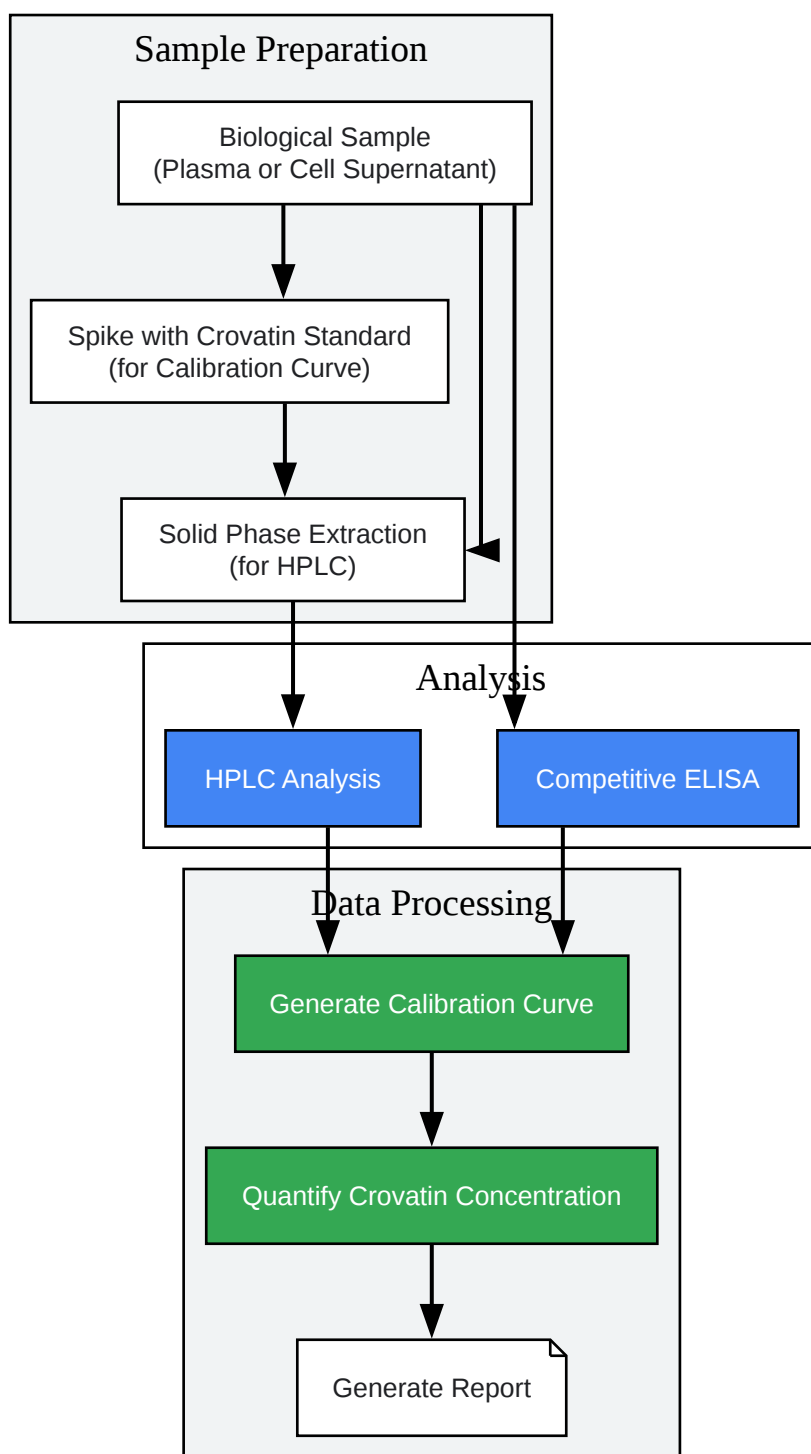 Sample Preparation
Biological Sample
(Plasma or Cell Supernatant)
Spike with Crovatin Standard
(for Calibration Curve)
Solid Phase Extraction
(for HPLC)
Analysis
HPLC Analysis
Competitive ELISA
Data Processing
Generate Calibration Curve
Quantify Crovatin Concentration
Generate Report